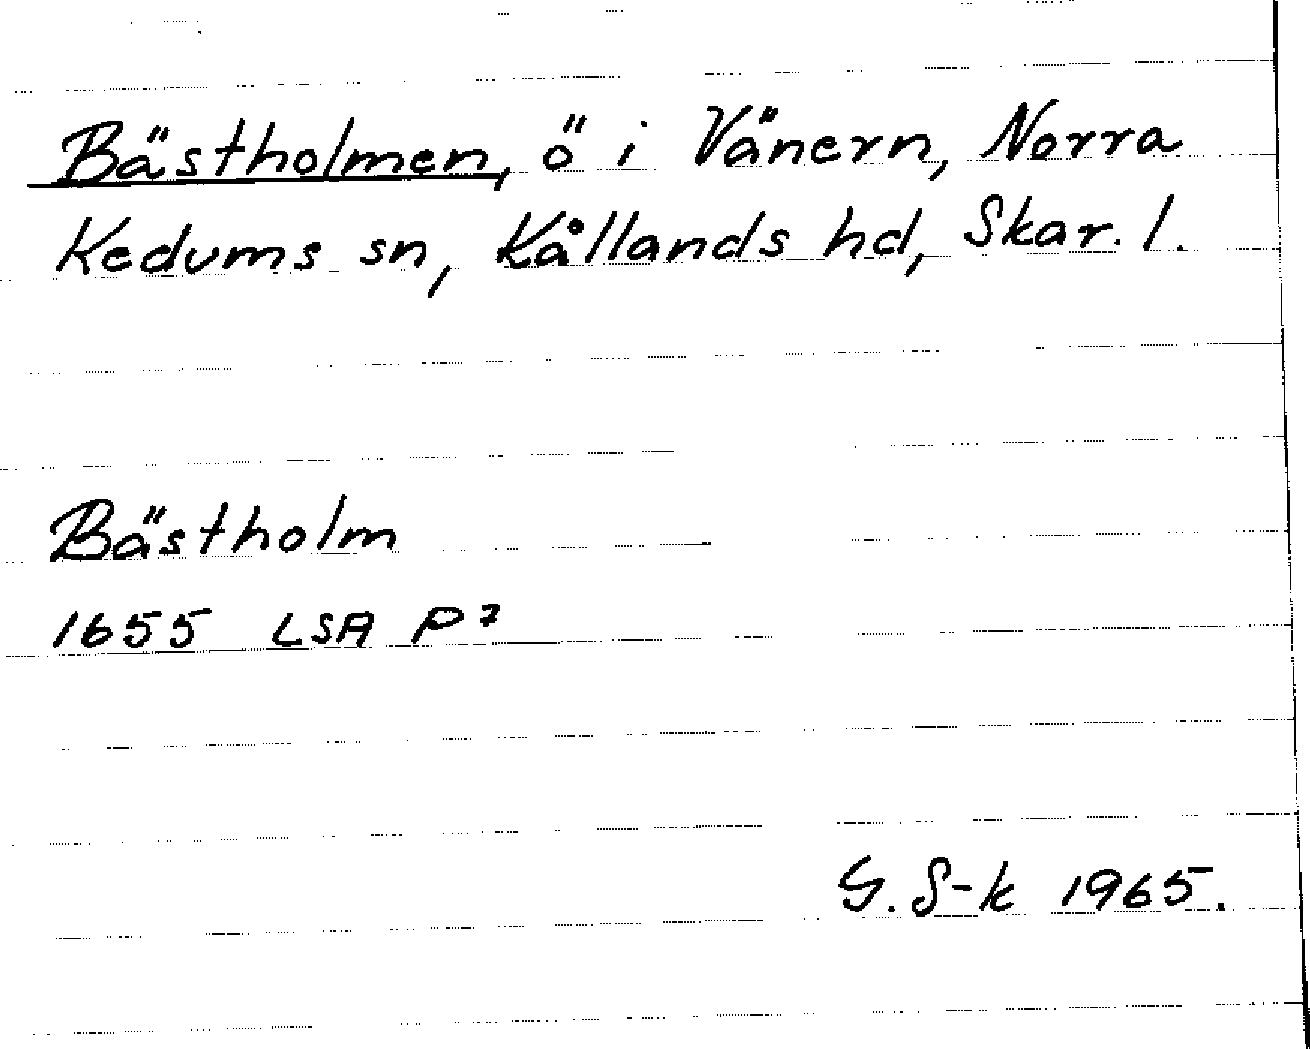 Bästholmen, ö i Vänern, Norra
Kedums sn, Kållands hd, Skar. l.
Bästholm
1655 LSA P⁷
G. S-k 1965.